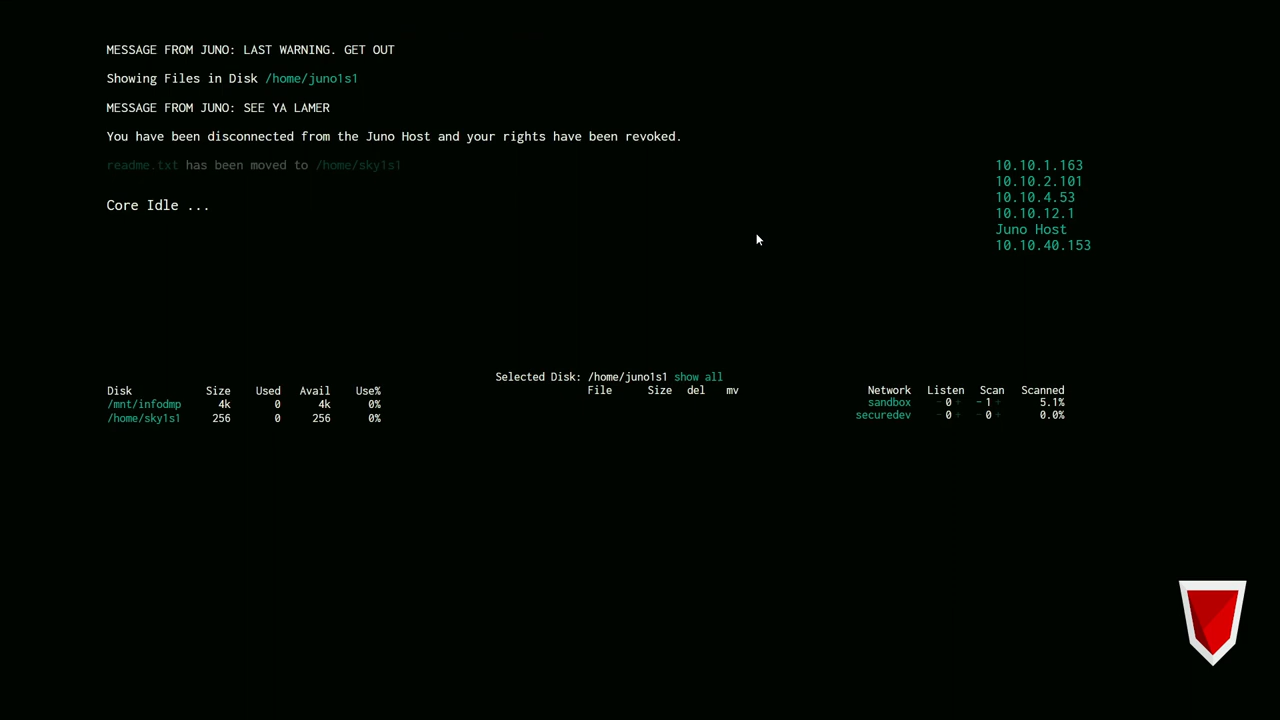 MESSAGE FROM JUNO: LAST WARNING. GET OUT
Showing Files in Disk /home/juno1s1
MESSAGE FROM JUNO: SEE YA LAMER
You have been disconnected from the Juno Host and your rights have been revoked.
readme.txt has been moved to /home/sky1s1
Core Idle ...
10.10.1.163
10.10.2.101
10.10.4.53
10.10.12.1
Juno Host
10.10.40.153
Selected Disk: /home/juno1s1 show all
File Size del mv
Disk Size Used Avail Use%
/mnt/infodmp 4k 0 4k 0%
/home/sky1s1 256 0 256 0%
Network Listen Scan Scanned
sandbox - 0 + - 1 + 5.1%
securedev - 0 + - 0 + 0.0%